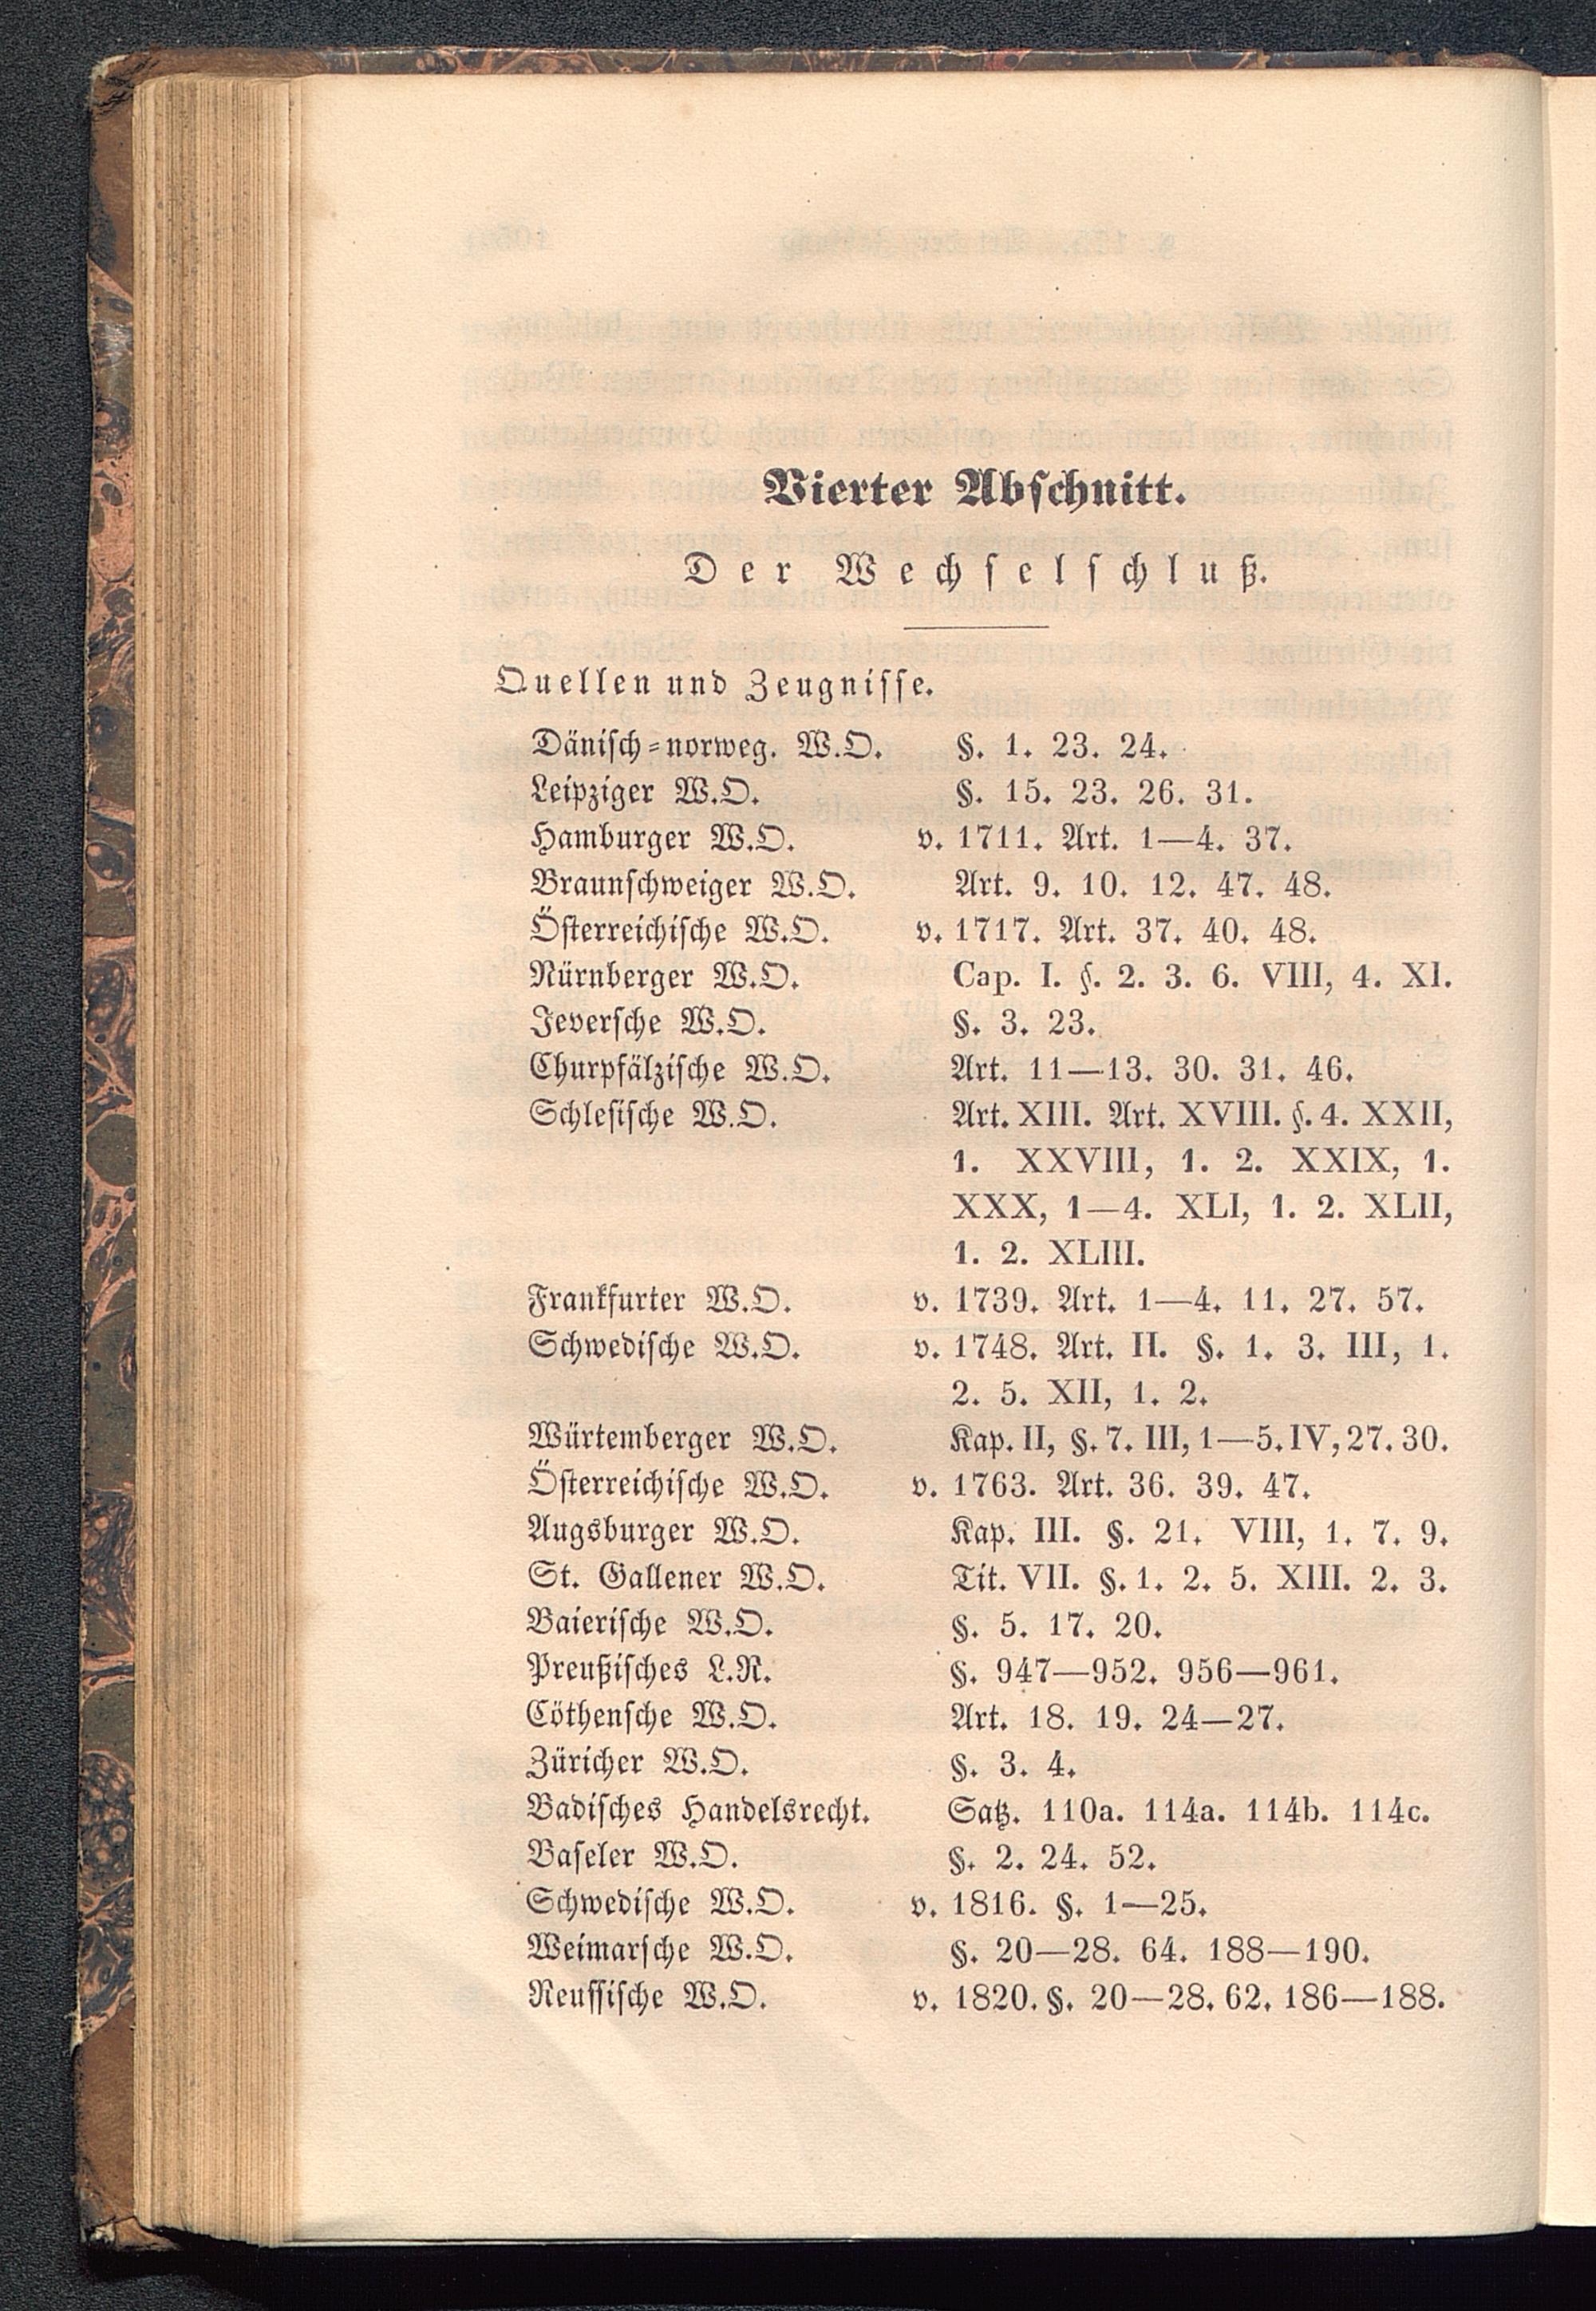 Vierter Abschnitt.
Der Wechselschluß.
Quellen und Zeugnisse.
Dänisch-norweg. W.O. §. 1. 23. 24.
Leipziger W.O. §. 15. 23. 26. 31.
Hamburger W.O. v. 1711. Art. 1—4. 37.
Braunschweiger W.O. Art. 9. 10. 12. 47. 48.
Österreichische W.O. v. 1717. Art. 37. 40. 48.
Nürnberger W.O. Cap. I. §. 2. 3. 6. VIII, 4. XI.
Jeversche W.O. §. 3. 23.
Churpfälzische W.O. Art. 11—13. 30. 31. 46.
Schlesische W.O. Art. XIII. Art. XVIII. §. 4. XXII,
1. XXVIII, 1. 2. XXIX, 1.
XXX, 1—4. XLI, 1. 2. XLII,
1. 2. XLIII.
Frankfurter W.O. v. 1739. Art. 1—4. 11. 27. 57.
Schwedische W.O. v. 1748. Art. II. §. 1. 3. III, 1.
2. 5. XII, 1. 2.
Würtemberger W.O. Kap. II, §. 7. III, 1—5. IV, 27. 30.
Österreichische W.O. v. 1763. Art. 36. 39. 47.
Augsburger W.O. Kap. III. §. 21. VIII, 1. 7. 9.
St. Gallener W.O. Tit. VII. §. 1. 2. 5. XIII. 2. 3.
Baierische W.O. §. 5. 17. 20.
Preußisches L.R. §. 947—952. 956—961.
Cöthensche W.O. Art. 18. 19. 24—27.
Züricher W.O. §. 3. 4.
Badisches Handelsrecht. Satz. 110a. 114a. 114b. 114c.
Baseler W.O. §. 2. 24. 52.
Schwedische W.O. v. 1816. §. 1—25.
Weimarsche W.O. §. 20—28. 64. 188—190.
Reussische W.O. v. 1820. §. 20—28. 62. 186—188.